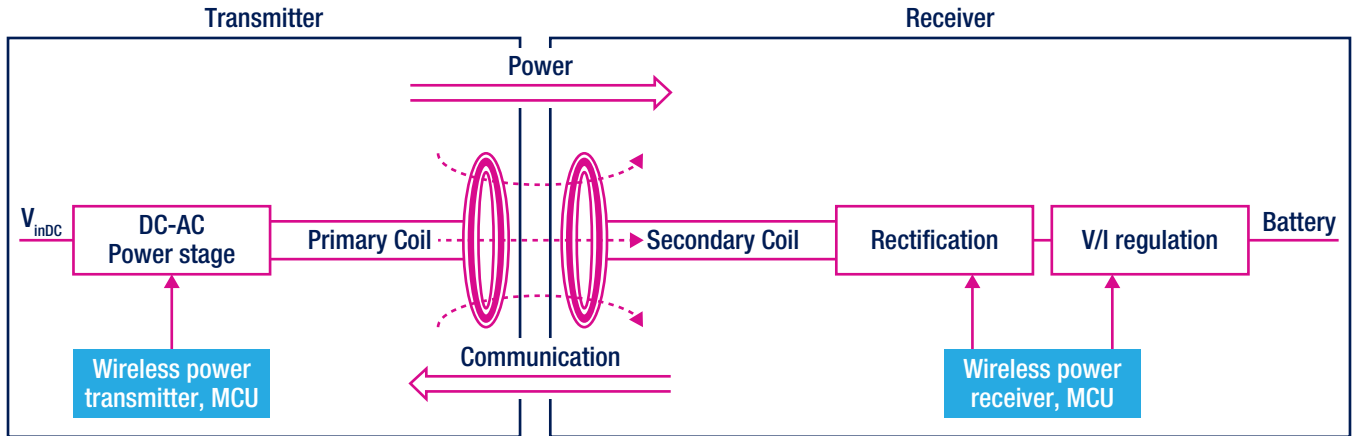 Transmitter
Receiver
Power
V_inDC
DC-AC
Power stage
Primary Coil
Secondary Coil
Rectification
V/I regulation
Battery
Communication
Wireless power
transmitter, MCU
Wireless power
receiver, MCU